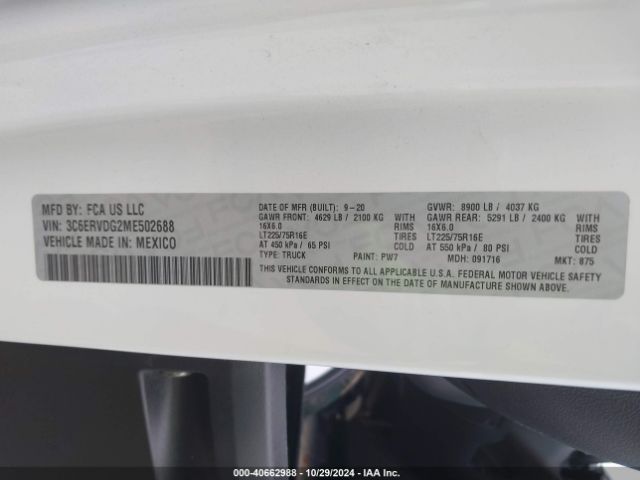 MFD BY: FCA US LLC
VIN: 3C6ERVDG2ME502688
VEHICLE MADE IN: MEXICO
DATE OF MFR (BUILT): 9-20
GVWR: 8900 LB / 4037 KG
GAWR FRONT: 4629 LB / 2100 KG WITH
GAWR REAR: 5291 LB / 2400 KG WITH
16X6.0 RIMS
16X6.0 RIMS
LT225/75R16E TIRES
LT225/75R16E TIRES
AT 450 kPa / 65 PSI COLD
AT 550 kPa / 80 PSI COLD
TYPE: TRUCK PAINT: PW7 MDH: 091716 MKT: 875
THIS VEHICLE CONFORMS TO ALL APPLICABLE U.S.A. FEDERAL MOTOR VEHICLE SAFETY
STANDARDS IN EFFECT ON THE DATE OF MANUFACTURE SHOWN ABOVE.
STOCK: 40662988 - 10/29/2024 - IAA Inc.